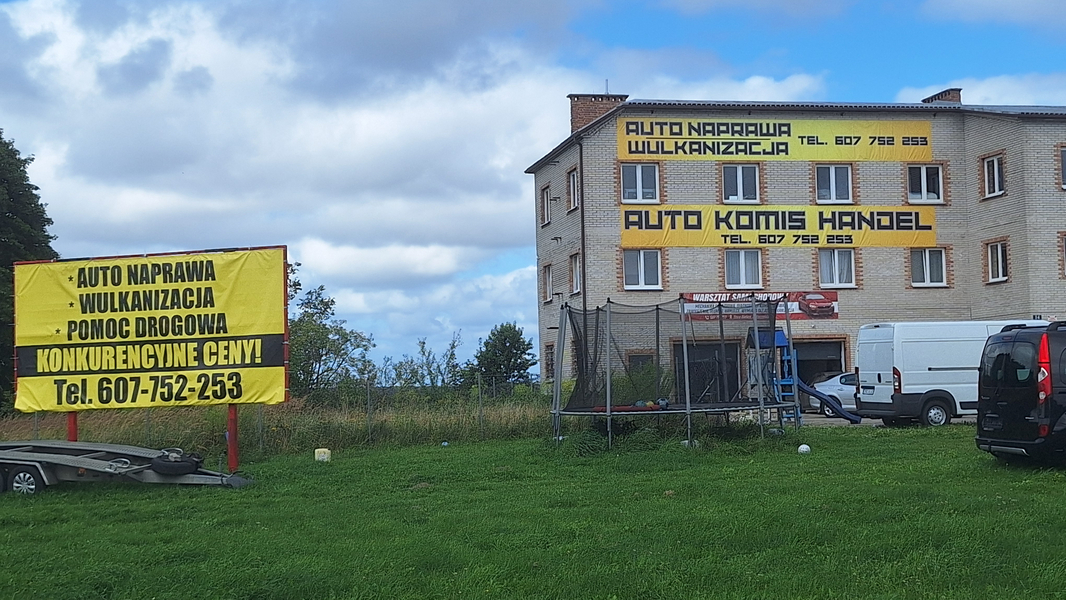 * AUTO NAPRAWA
* WULKANIZACJA
* POMOC DROGOWA
KONKURENCYJNE CENY!
Tel. 607-752-253
AUTO NAPRAWA
WULKANIZACJA
TEL. 607 752 253
AUTO KOMIS HANDEL
TEL. 607 752 253
WARSZTAT SAMOCHODOWY